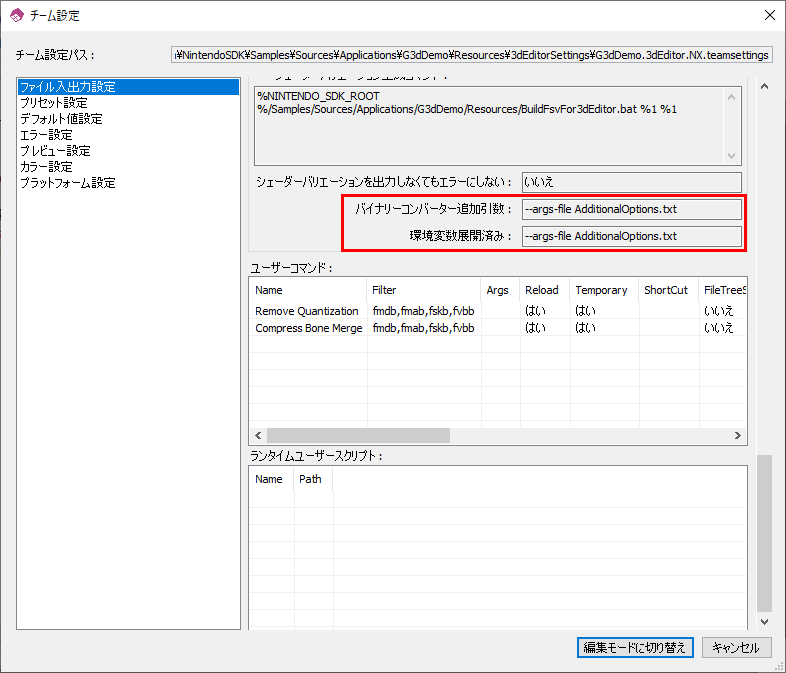 チーム設定
チーム設定パス：
i¥NintendoSDK¥Samples¥Sources¥Applications¥G3dDemo¥Resources¥3dEditorSettings¥G3dDemo.3dEditor.NX.teamsettings
ファイル入出力設定
プリセット設定
デフォルト値設定
エラー設定
プレビュー設定
カラー設定
プラットフォーム設定
%NINTENDO_SDK_ROOT
%/Samples/Sources/Applications/G3dDemo/Resources/BuildFsvFor3dEditor.bat %1 %1
シェーダーバリエーションを出力しなくてもエラーにしない： いいえ
バイナリーコンバーター追加引数： --args-file AdditionalOptions.txt
環境変数展開済み： --args-file AdditionalOptions.txt
ユーザーコマンド：
Name Filter Args Reload Temporary ShortCut FileTreeS
Remove Quantization fmdb,fmab,fskb,fvbb はい はい いいえ
Compress Bone Merge fmdb,fmab,fskb,fvbb はい はい いいえ
ランタイムユーザースクリプト：
Name Path
編集モードに切り替え キャンセル